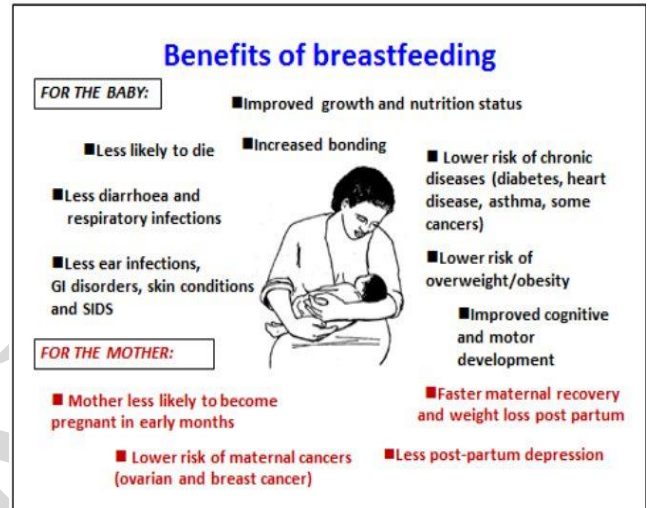 Benefits of breastfeeding
FOR THE BABY:
■Improved growth and nutrition status
■Less likely to die
■Increased bonding
■ Lower risk of chronic
diseases (diabetes, heart
disease, asthma, some
cancers)
■Less diarrhoea and
respiratory infections
■Lower risk of
overweight/obesity
■Less ear infections,
GI disorders, skin conditions
and SIDS
■Improved cognitive
and motor
development
FOR THE MOTHER:
■ Mother less likely to become
pregnant in early months
■Faster maternal recovery
and weight loss post partum
■ Lower risk of maternal cancers
(ovarian and breast cancer)
■Less post-partum depression